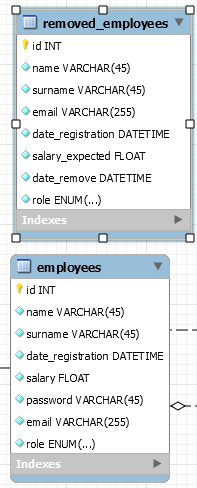 removed_employees
id INT
name VARCHAR(45)
surname VARCHAR(45)
email VARCHAR(255)
date_registration DATETIME
salary_expected FLOAT
date_remove DATETIME
role ENUM(...)
Indexes
employees
id INT
name VARCHAR(45)
surname VARCHAR(45)
date_registration DATETIME
salary FLOAT
password VARCHAR(45)
email VARCHAR(255)
role ENUM(...)
Indexes